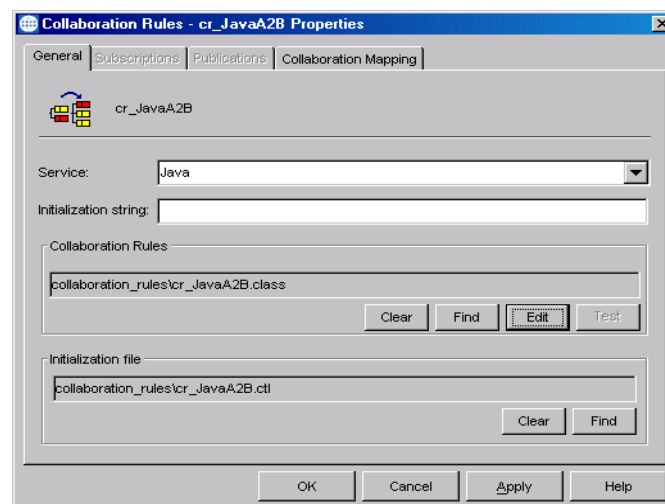 Collaboration Rules - cr_JavaA2B Properties
General Subscriptions Publications Collaboration Mapping
cr_JavaA2B
Service: Java
Initialization string:
Collaboration Rules
collaboration_rules\cr_JavaA2B.class
Clear Find Edit Test
Initialization file
collaboration_rules\cr_JavaA2B.ctl
Clear Find
OK Cancel Apply Help